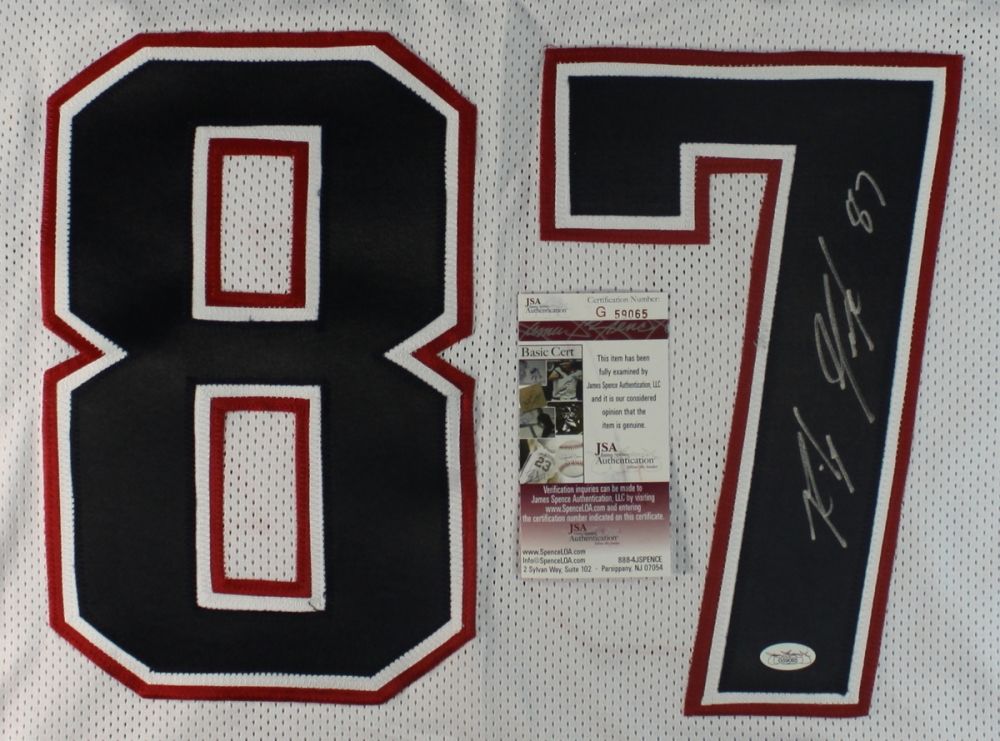 87
JSA
Authentication
Certification Number:
G 59065
James Spence
Basic Cert
This item has been
fully examined by
James Spence Authentication, LLC
and it is our considered
opinion that the
item is genuine.
23
JSA
Authentication
Verification inquiries can be made to
James Spence Authentication, LLC by visiting
www.SpenceLOA.com and entering
the certification number indicated on this certificate.
JSA
Authentication
www.SpenceLOA.com
Info@SpenceLOA.com
888-4JSPENCE
2 Sylvan Way, Suite 102 · Parsippany, NJ 07054
87
G59065